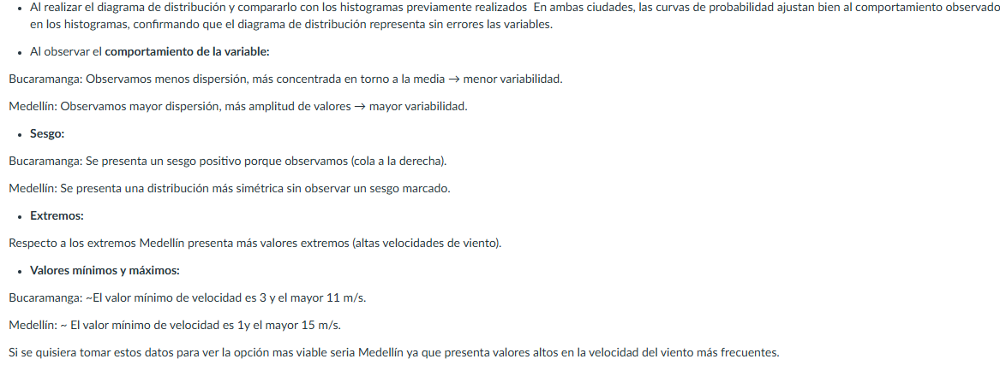 • Al realizar el diagrama de distribución y compararlo con los histogramas previamente realizados  En ambas ciudades, las curvas de probabilidad ajustan bien al comportamiento observado
en los histogramas, confirmando que el diagrama de distribución representa sin errores las variables.
• Al observar el comportamiento de la variable:
Bucaramanga: Observamos menos dispersión, más concentrada en torno a la media → menor variabilidad.
Medellín: Observamos mayor dispersión, más amplitud de valores → mayor variabilidad.
• Sesgo:
Bucaramanga: Se presenta un sesgo positivo porque observamos (cola a la derecha).
Medellín: Se presenta una distribución más simétrica sin observar un sesgo marcado.
• Extremos:
Respecto a los extremos Medellín presenta más valores extremos (altas velocidades de viento).
• Valores mínimos y máximos:
Bucaramanga: ~El valor mínimo de velocidad es 3 y el mayor 11 m/s.
Medellín: ~ El valor mínimo de velocidad es 1y el mayor 15 m/s.
Si se quisiera tomar estos datos para ver la opción mas viable seria Medellín ya que presenta valores altos en la velocidad del viento más frecuentes.